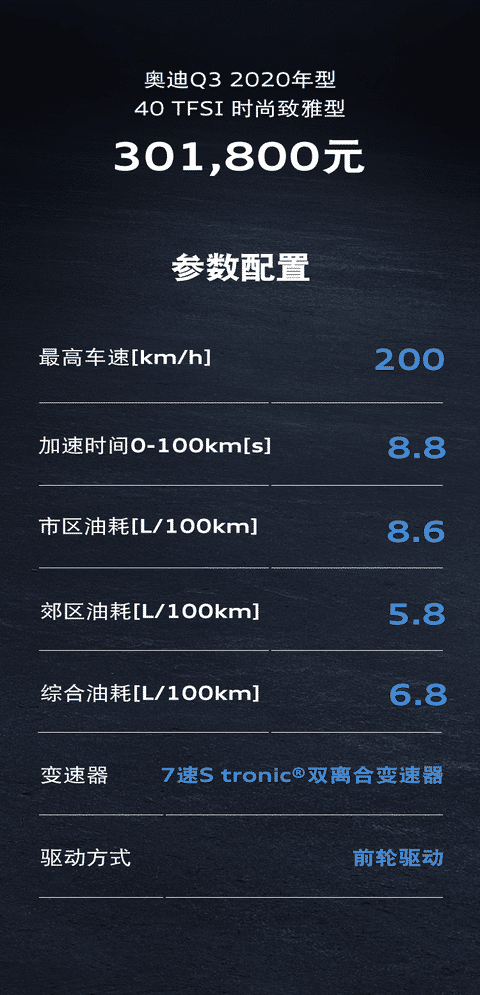 奥迪Q3 2020年型
40 TFSI 时尚致雅型
301,800元
参数配置
最高车速[km/h] 200
加速时间0-100km[s] 8.8
市区油耗[L/100km] 8.6
郊区油耗[L/100km] 5.8
综合油耗[L/100km] 6.8
变速器 7速S tronic®双离合变速器
驱动方式 前轮驱动